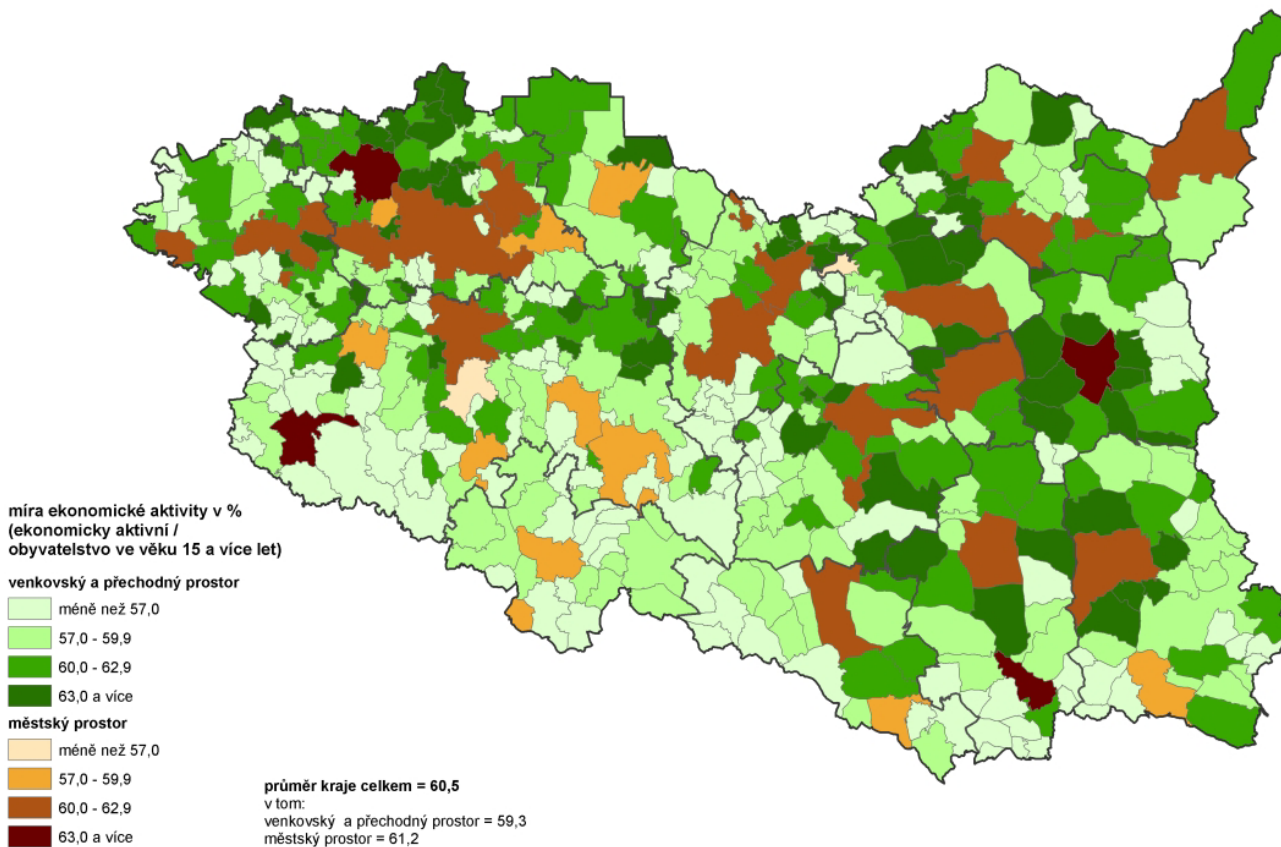 míra ekonomické aktivity v %
(ekonomicky aktivní /
obyvatelstvo ve věku 15 a více let)
venkovský a přechodný prostor
méně než 57,0
57,0 - 59,9
60,0 - 62,9
63,0 a více
městský prostor
méně než 57,0
57,0 - 59,9
60,0 - 62,9
63,0 a více
průměr kraje celkem = 60,5
v tom:
venkovský a přechodný prostor = 59,3
městský prostor = 61,2